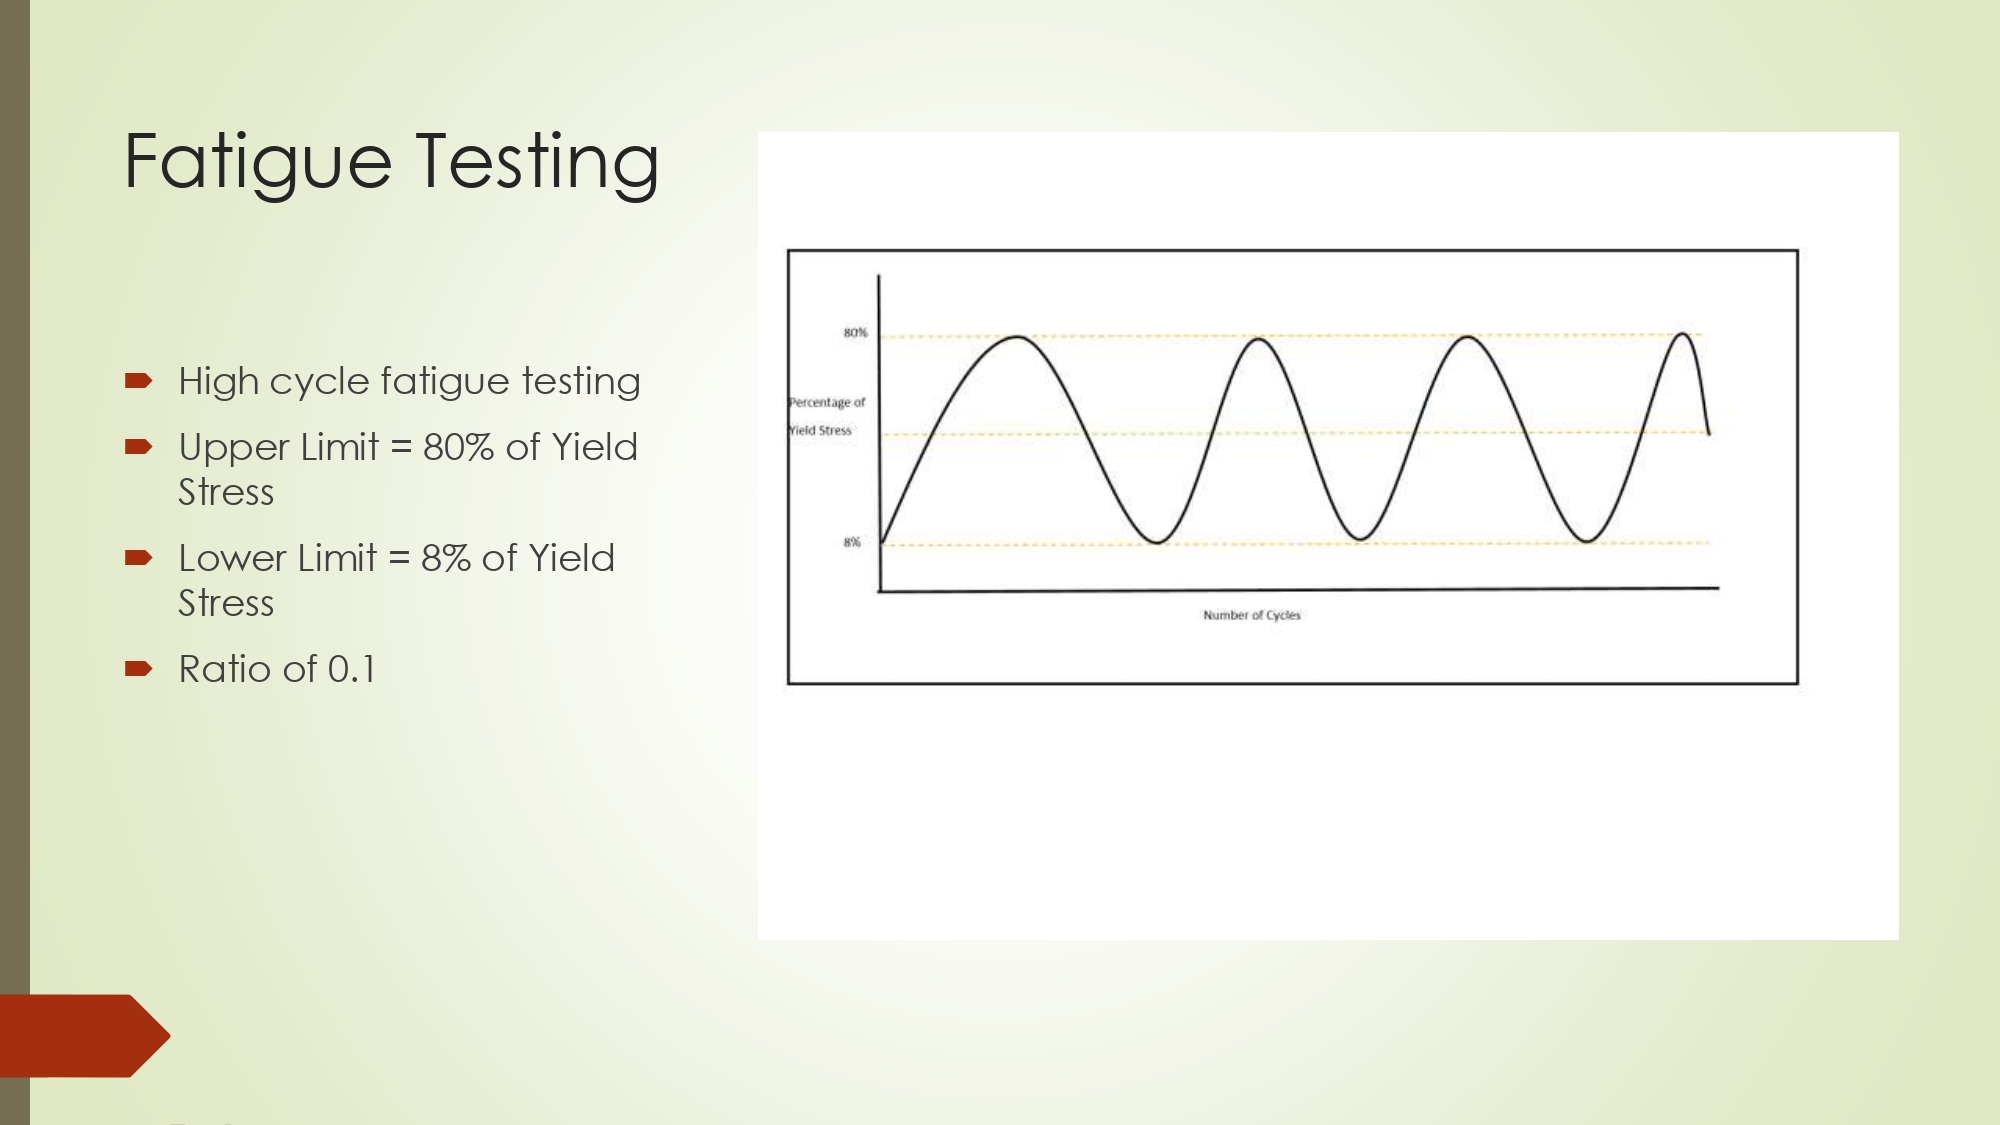 Fatigue Testing
High cycle fatigue testing
Upper Limit = 80% of Yield
Stress
Lower Limit = 8% of Yield
Stress
Ratio of 0.1
80%
Percentage of
Yield Stress
8%
Number of Cycles